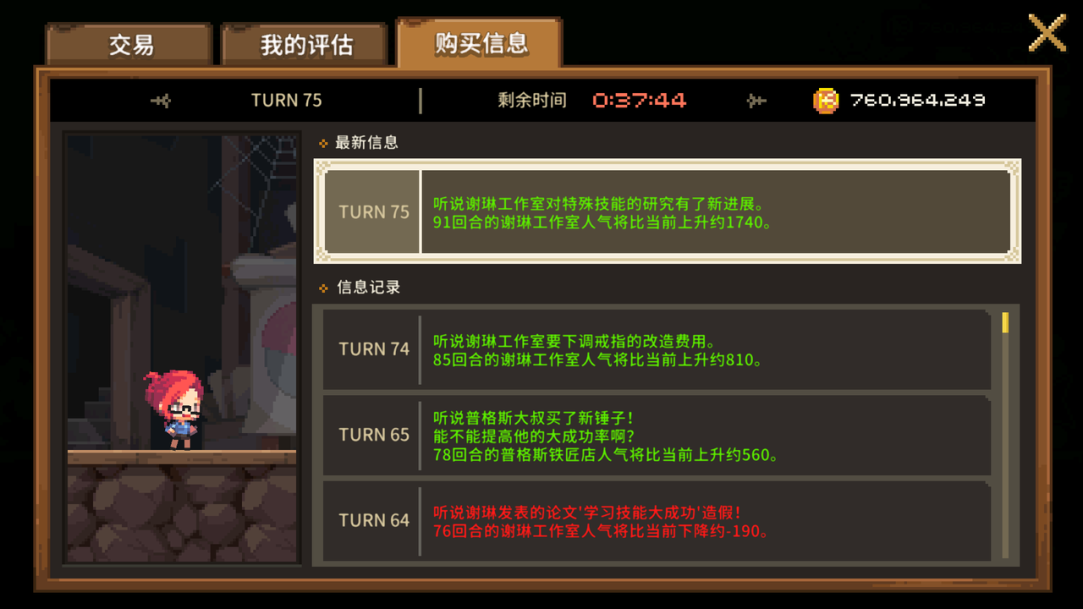 交易
我的评估
购买信息
TURN 75
剩余时间
0:37:44
760,964,249
最新信息
TURN 75
听说谢琳工作室对特殊技能的研究有了新进展。
91回合的谢琳工作室人气将比当前上升约1740。
信息记录
TURN 74
听说谢琳工作室要下调戒指的改造费用。
85回合的谢琳工作室人气将比当前上升约810。
TURN 65
听说普格斯大叔买了新锤子！
能不能提高他的大成功率啊？
78回合的普格斯铁匠店人气将比当前上升约560。
TURN 64
听说谢琳发表的论文'学习技能大成功'造假！
76回合的谢琳工作室人气将比当前下降约-190。